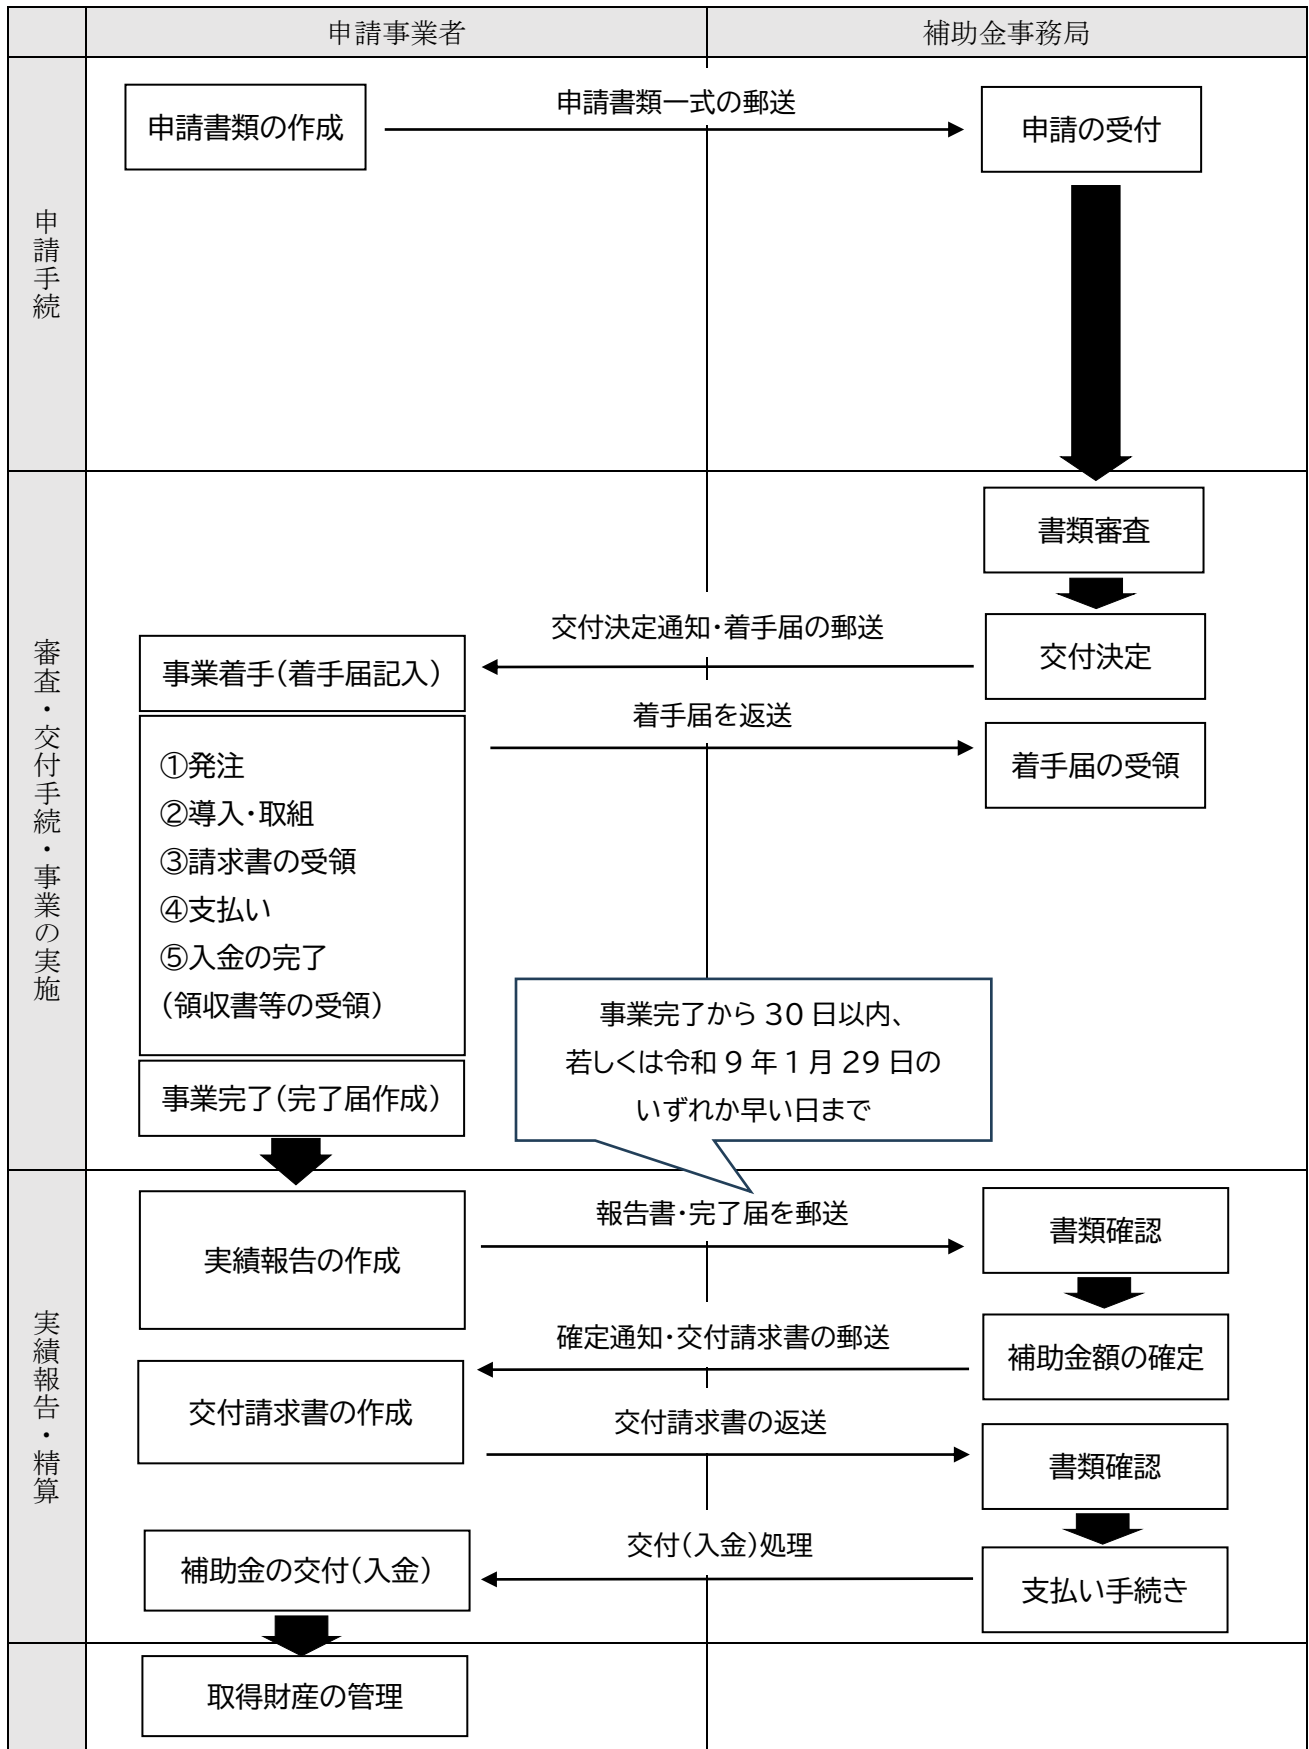 申請事業者
補助金事務局
申請手続
申請書類の作成
申請書類一式の郵送
申請の受付
審査・交付手続・事業の実施
書類審査
交付決定通知・着手届の郵送
交付決定
事業着手(着手届記入)
着手届を返送
着手届の受領
①発注
②導入・取組
③請求書の受領
④支払い
⑤入金の完了
(領収書等の受領)
事業完了から 30 日以内、
若しくは令和 9 年 1 月 29 日の
いずれか早い日まで
事業完了(完了届作成)
実績報告・精算
実績報告の作成
報告書・完了届を郵送
書類確認
確定通知・交付請求書の郵送
補助金額の確定
交付請求書の作成
交付請求書の返送
書類確認
補助金の交付(入金)
交付(入金)処理
支払い手続き
取得財産の管理